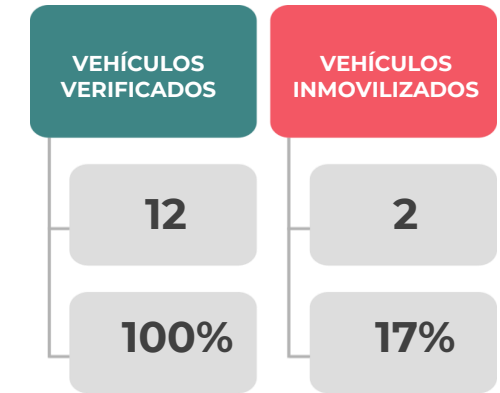 VEHÍCULOS
VERIFICADOS
12
100%
VEHÍCULOS
INMOVILIZADOS
2
17%